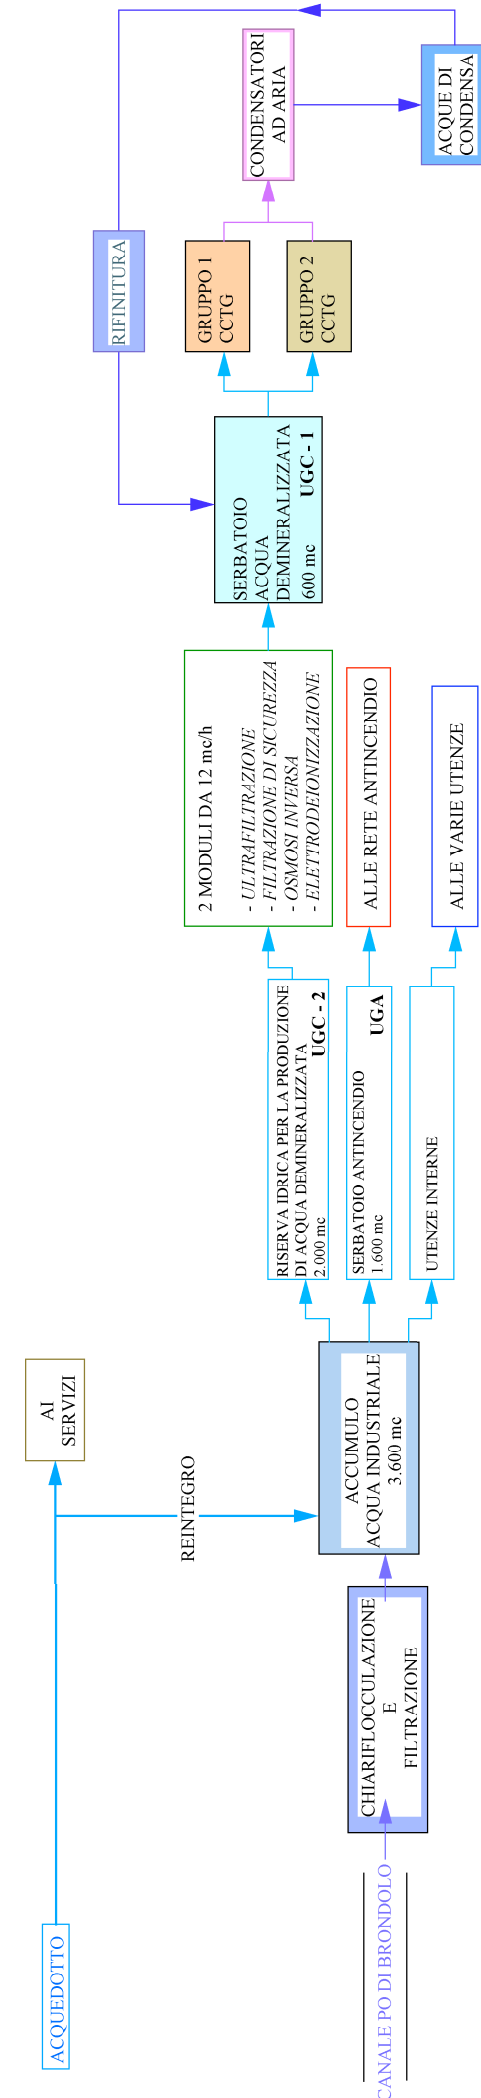 ACQUEDOTTO
CANALE PO DI BRONDOLO
CHIARIFLOCCULAZIONE
E
FILTRAZIONE
AI
SERVIZI
REINTEGRO
ACCUMULO
ACQUA INDUSTRIALE
3.600 mc
RISERVA IDRICA PER LA PRODUZIONE
DI ACQUA DEMINERALIZZATA
2.000 mc UGC - 2
SERBATOIO ANTINCENDIO
1.600 mc UGA
UTENZE INTERNE
2 MODULI DA 12 mc/h
- ULTRAFILTRAZIONE
- FILTRAZIONE DI SICUREZZA
- OSMOSI INVERSA
- ELETTRODEIONIZZAZIONE
ALLE RETE ANTINCENDIO
ALLE VARIE UTENZE
SERBATOIO
ACQUA
DEMINERALIZZATA
600 mc UGC - 1
RIFINITURA
GRUPPO 1
CCTG
GRUPPO 2
CCTG
CONDENSATORI
AD ARIA
ACQUE DI
CONDENSA